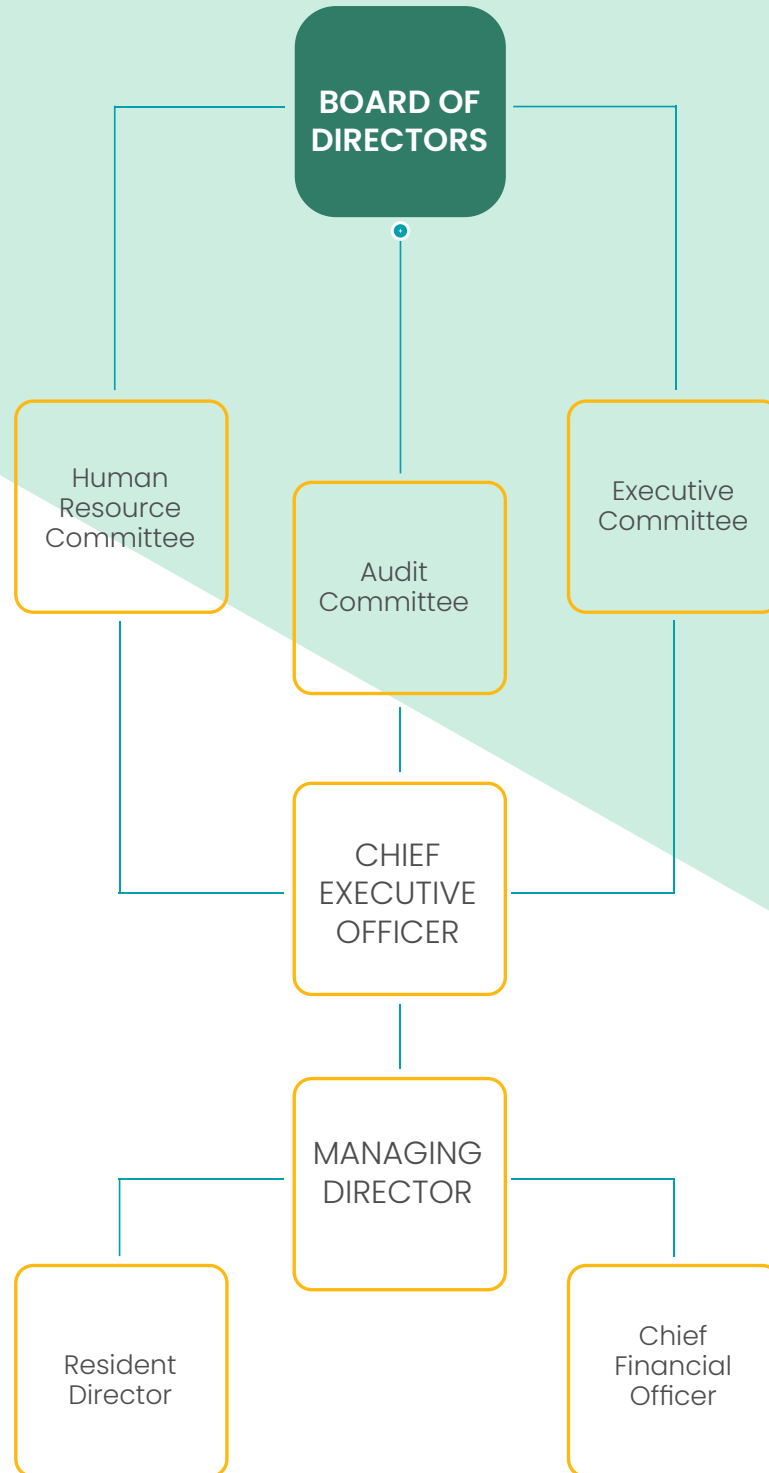 BOARD OF
DIRECTORS
Human
Resource
Committee
Audit
Committee
Executive
Committee
CHIEF
EXECUTIVE
OFFICER
MANAGING
DIRECTOR
Resident
Director
Chief
Financial
Officer